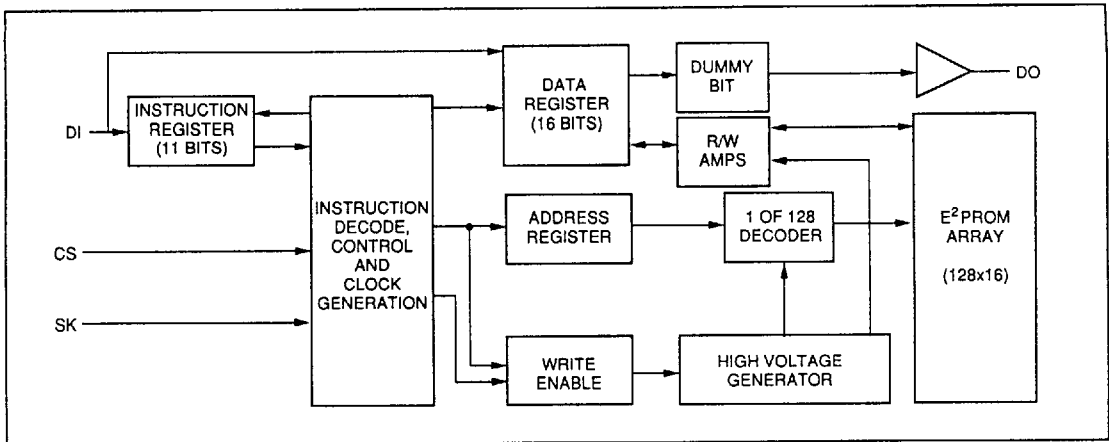 DI
INSTRUCTION
REGISTER
(11 BITS)
CS
SK
INSTRUCTION
DECODE,
CONTROL
AND
CLOCK
GENERATION
DATA
REGISTER
(16 BITS)
DUMMY
BIT
DO
R/W
AMPS
ADDRESS
REGISTER
1 OF 128
DECODER
E²PROM
ARRAY
(128x16)
WRITE
ENABLE
HIGH VOLTAGE
GENERATOR